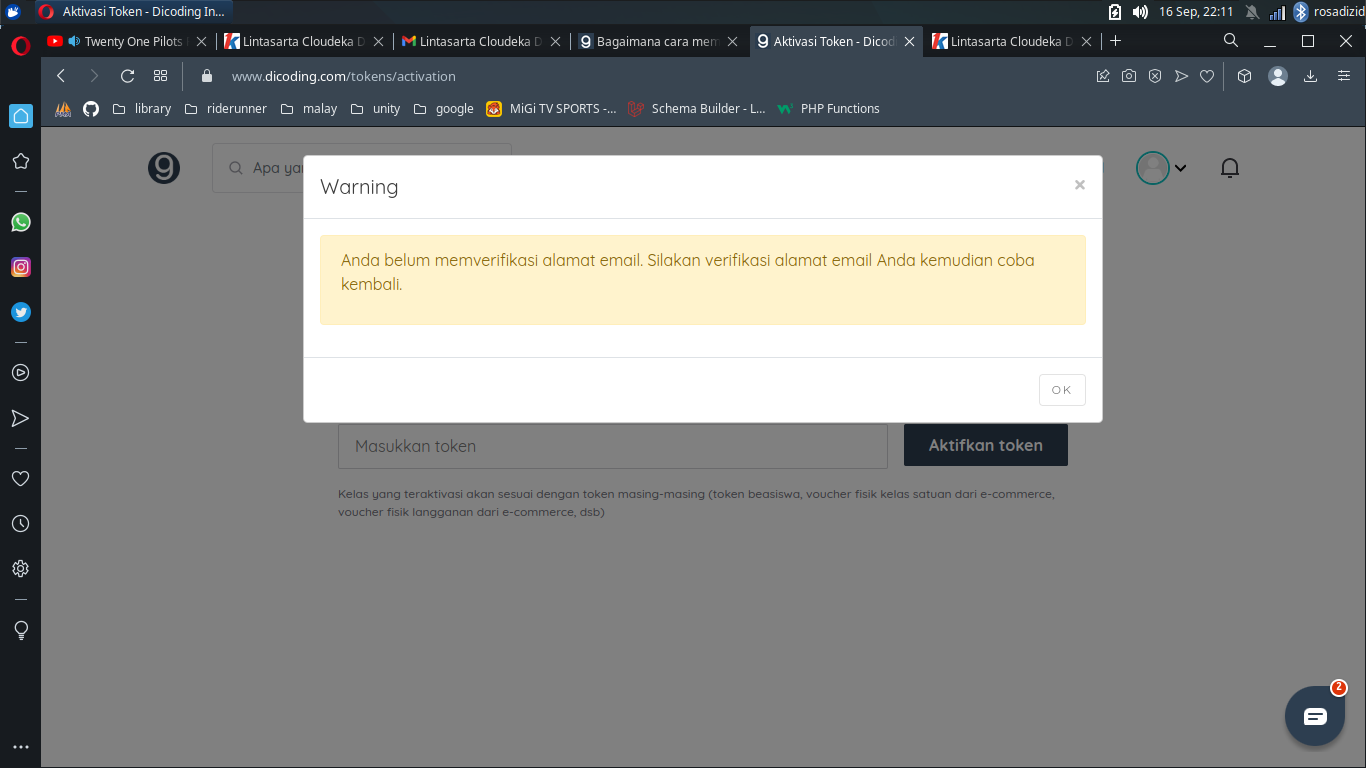 Aktivasi Token - Dicoding In...
16 Sep, 22:11
rosadizid
Twenty One Pilots
Lintasarta Cloudeka D
Lintasarta Cloudeka D
Bagaimana cara mem
Aktivasi Token - Dicod
Lintasarta Cloudeka D
www.dicoding.com/tokens/activation
library
riderunner
malay
unity
google
MiGi TV SPORTS -...
Schema Builder - L...
PHP Functions
Apa yan
Warning
×
Anda belum memverifikasi alamat email. Silakan verifikasi alamat email Anda kemudian coba
kembali.
OK
Masukkan token
Aktifkan token
Kelas yang teraktivasi akan sesuai dengan token masing-masing (token beasiswa, voucher fisik kelas satuan dari e-commerce,
voucher fisik langganan dari e-commerce, dsb)
2